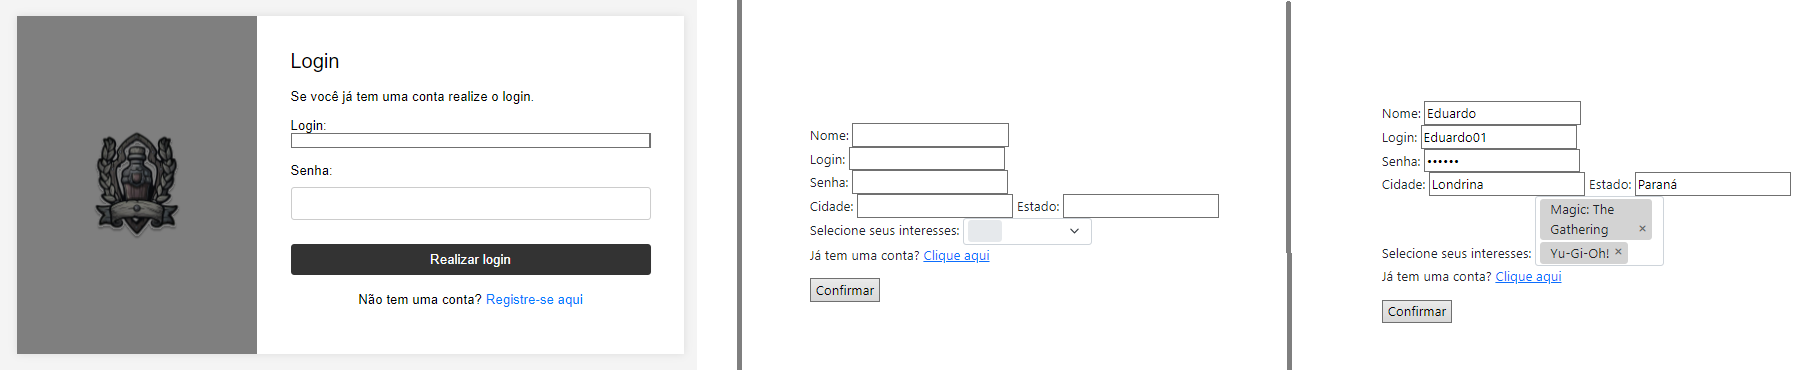 Login
Se você já tem uma conta realize o login.
Login:
Senha:
Realizar login
Não tem uma conta? Registre-se aqui
Nome:
Login:
Senha:
Cidade: Estado:
Selecione seus interesses:
Já tem uma conta? Clique aqui
Confirmar
Nome: Eduardo
Login: Eduardo01
Senha: ••••••
Cidade: Londrina Estado: Paraná
Magic: The
Gathering ×
Selecione seus interesses: Yu-Gi-Oh! ×
Já tem uma conta? Clique aqui
Confirmar